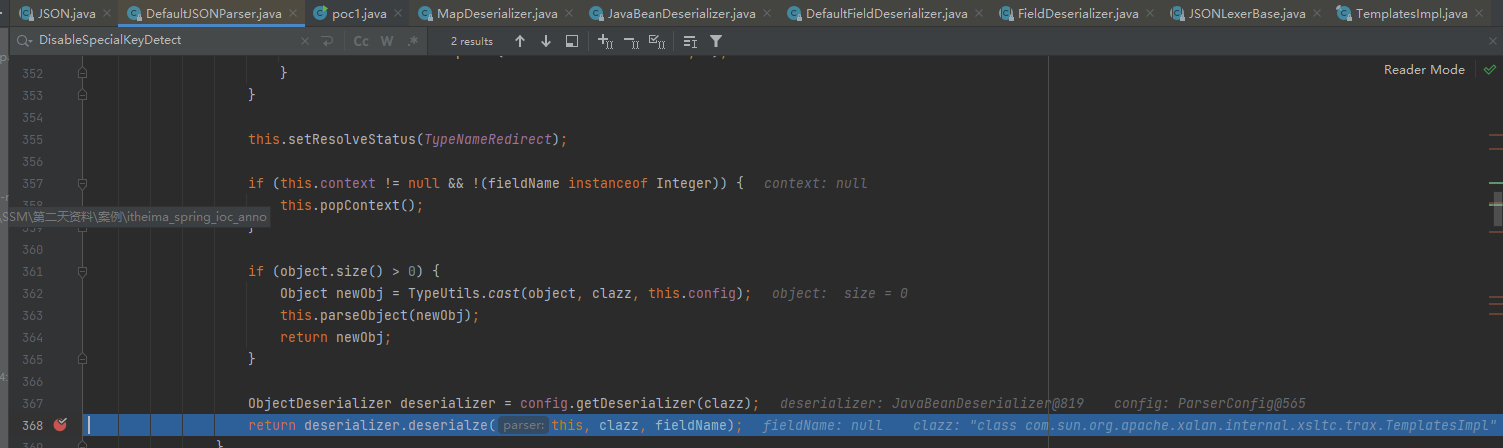 JSON.java DefaultJSONParser.java poc1.java MapDeserializer.java JavaBeanDeserializer.java DefaultFieldDeserializer.java FieldDeserializer.java JSONLexerBase.java TemplatesImpl.java
DisableSpecialKeyDetect Cc W .* 2 results
Reader Mode
352 }
353 }
354
355 this.setResolveStatus(TypeNameRedirect);
356
357 if (this.context != null && !(fieldName instanceof Integer)) { context: null
this.popContext();
\SSM\第二天资料\案例\itheima_spring_ioc_anno
360
361 if (object.size() > 0) {
362 Object newObj = TypeUtils.cast(object, clazz, this.config); object: size = 0
363 this.parseObject(newObj);
364 return newObj;
365 }
366
367 ObjectDeserializer deserializer = config.getDeserializer(clazz); deserializer: JavaBeanDeserializer@819 config: ParserConfig@565
368 return deserializer.deserialze( parser: this, clazz, fieldName); fieldName: null clazz: "class com.sun.org.apache.xalan.internal.xsltc.trax.TemplatesImpl"
}